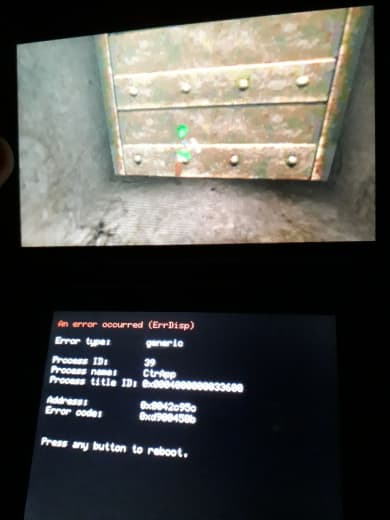 An error occurred (ErrDisp)
Error type: generic
Process ID: 39
Process name: CtrApp
Process title ID: 0x0004000000033600
Address: 0x0042c95c
Error code: 0xd900458b
Press any button to reboot.